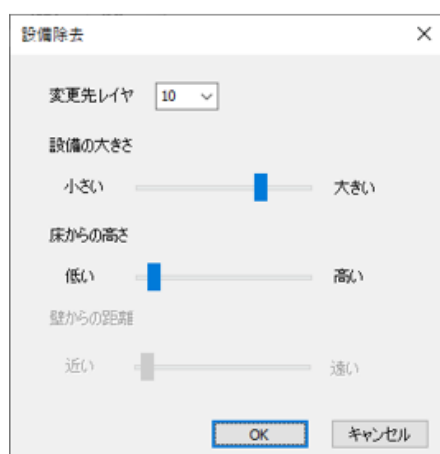 設備除去
変更先レイヤ 10
設備の大きさ
小さい 大きい
床からの高さ
低い 高い
壁からの距離
近い 遠い
OK キャンセル